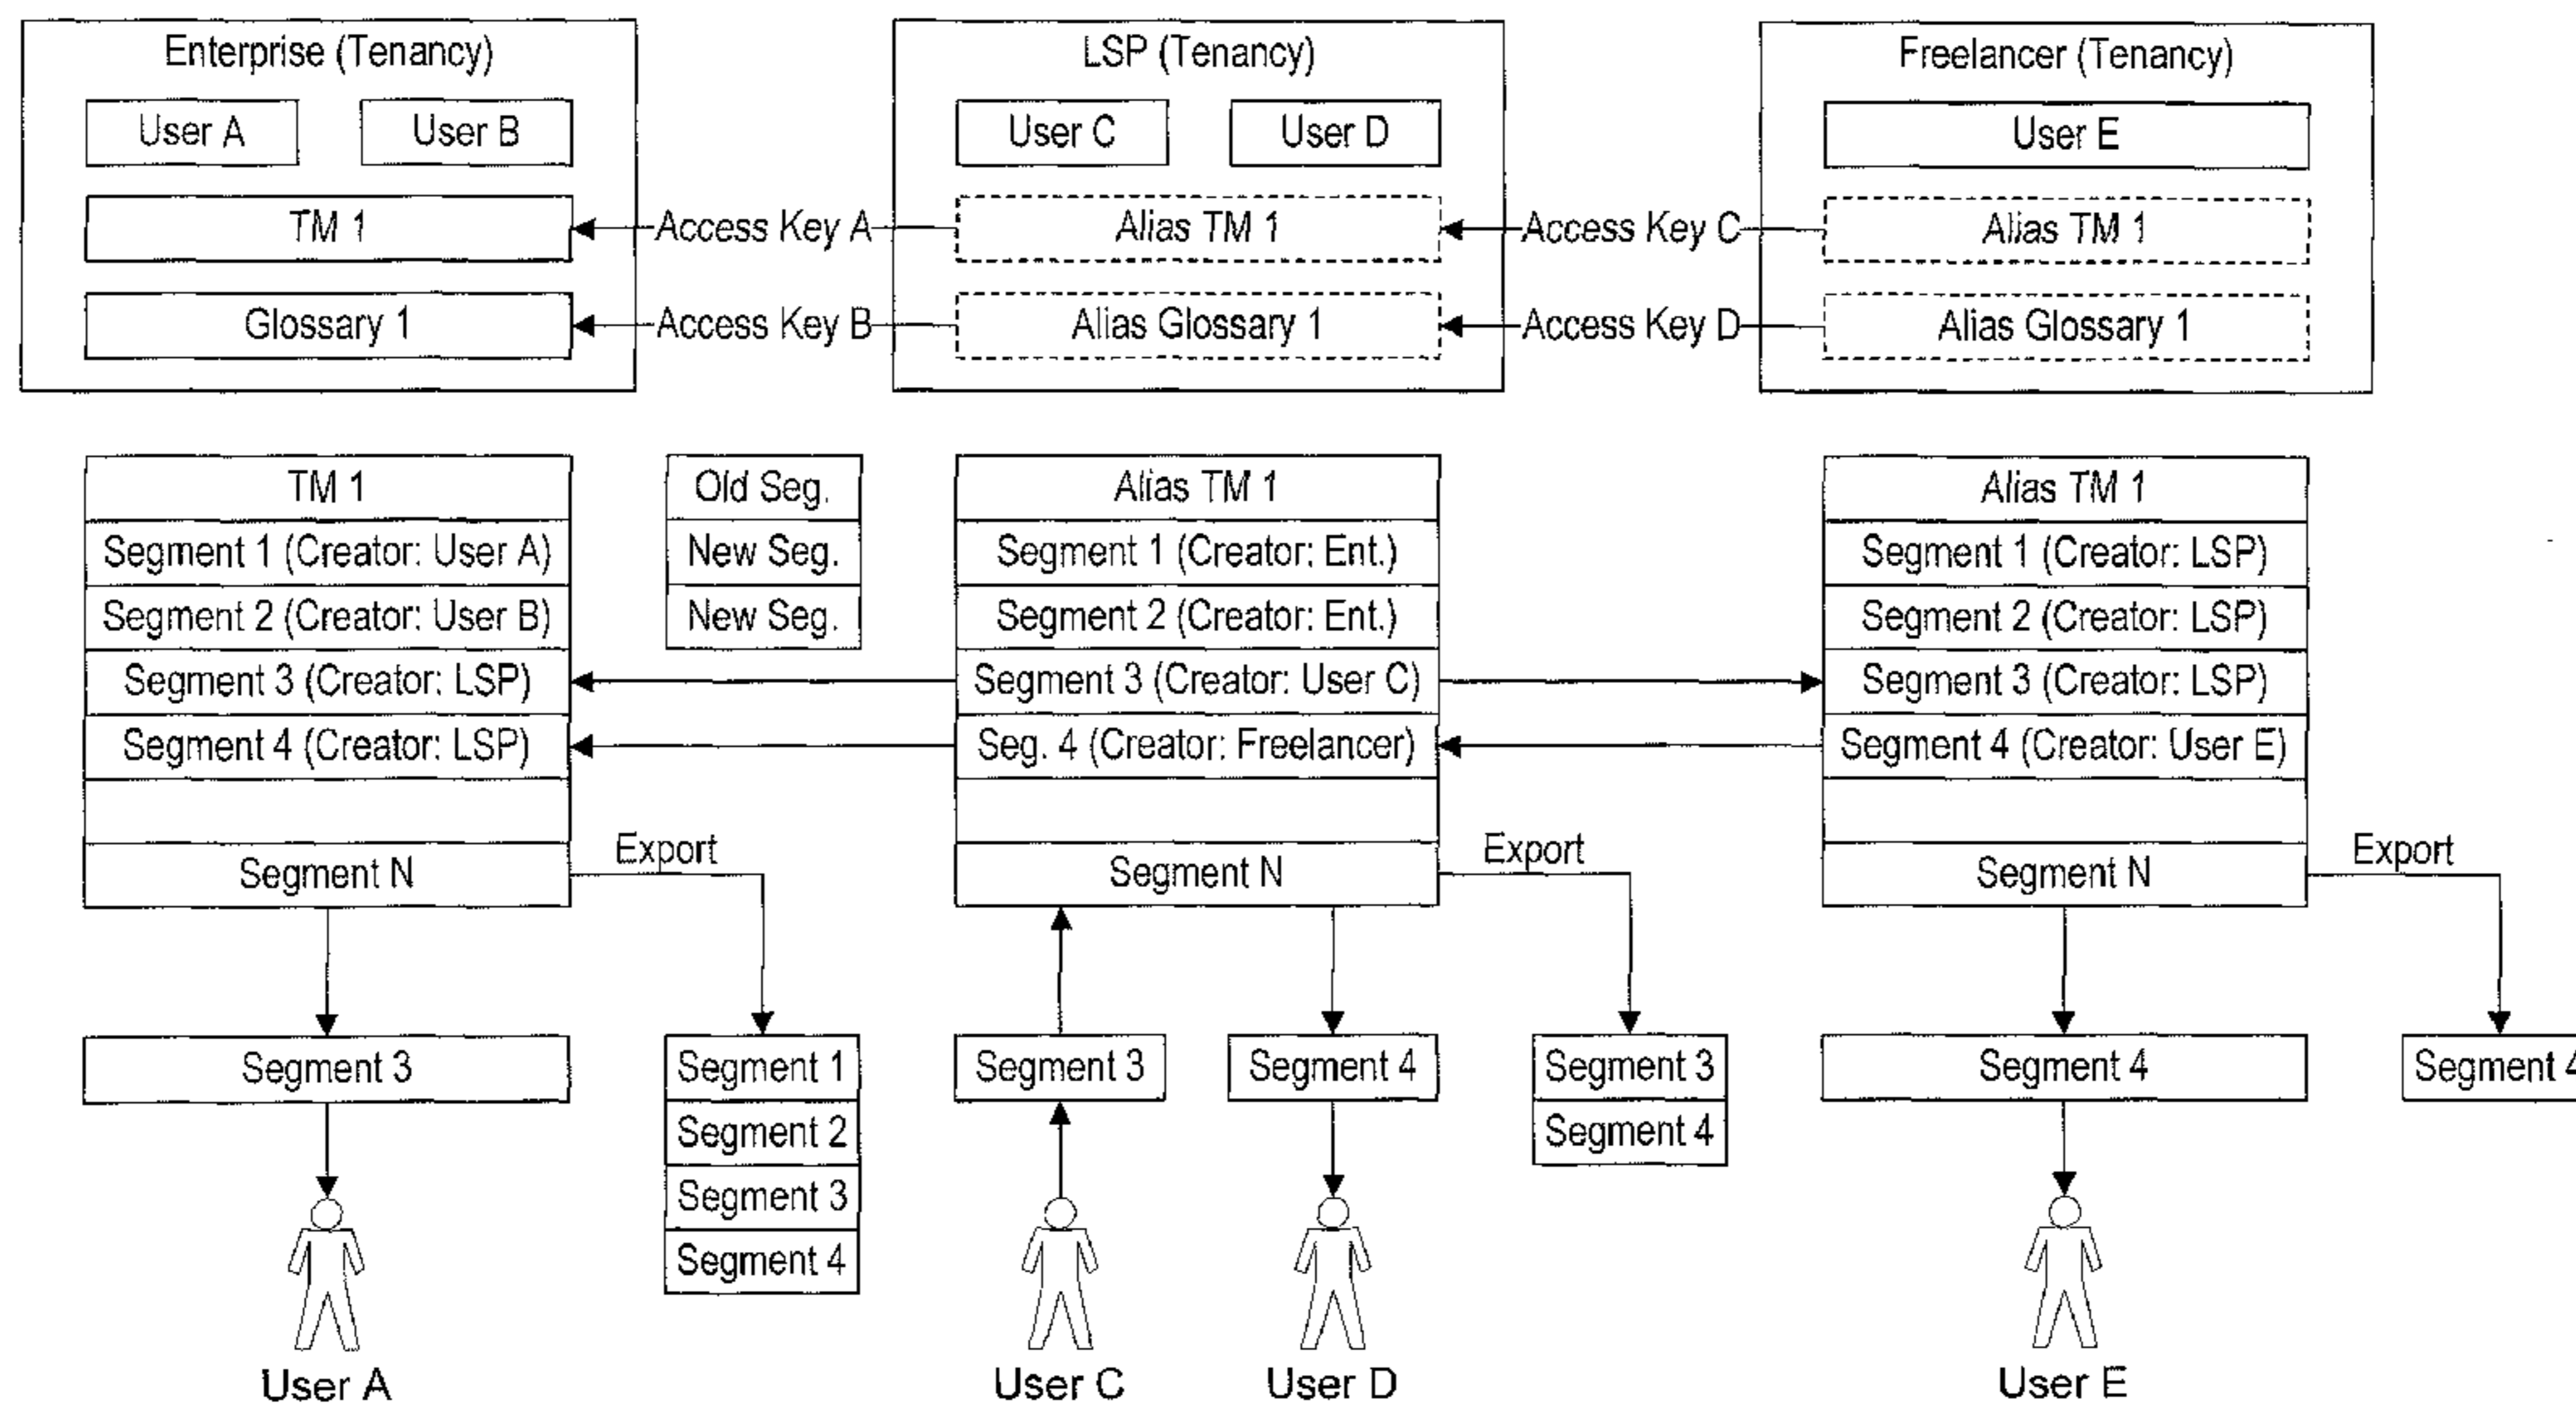 Enterprise (Tenancy)
User A
User B
TM 1
Glossary 1
Access Key A
Access Key B
LSP (Tenancy)
User C
User D
Alias TM 1
Alias Glossary 1
Access Key C
Access Key D
Freelancer (Tenancy)
User E
Alias TM 1
Alias Glossary 1
TM 1
Segment 1 (Creator: User A)
Segment 2 (Creator: User B)
Segment 3 (Creator: LSP)
Segment 4 (Creator: LSP)
Segment N
Old Seg.
New Seg.
New Seg.
Alias TM 1
Segment 1 (Creator: Ent.)
Segment 2 (Creator: Ent.)
Segment 3 (Creator: User C)
Seg. 4 (Creator: Freelancer)
Segment N
Alias TM 1
Segment 1 (Creator: LSP)
Segment 2 (Creator: LSP)
Segment 3 (Creator: LSP)
Segment 4 (Creator: User E)
Segment N
Export
Export
Export
Segment 3
Segment 1
Segment 2
Segment 3
Segment 4
Segment 3
Segment 4
Segment 3
Segment 4
Segment 4
Segment 4
User A
User C
User D
User E